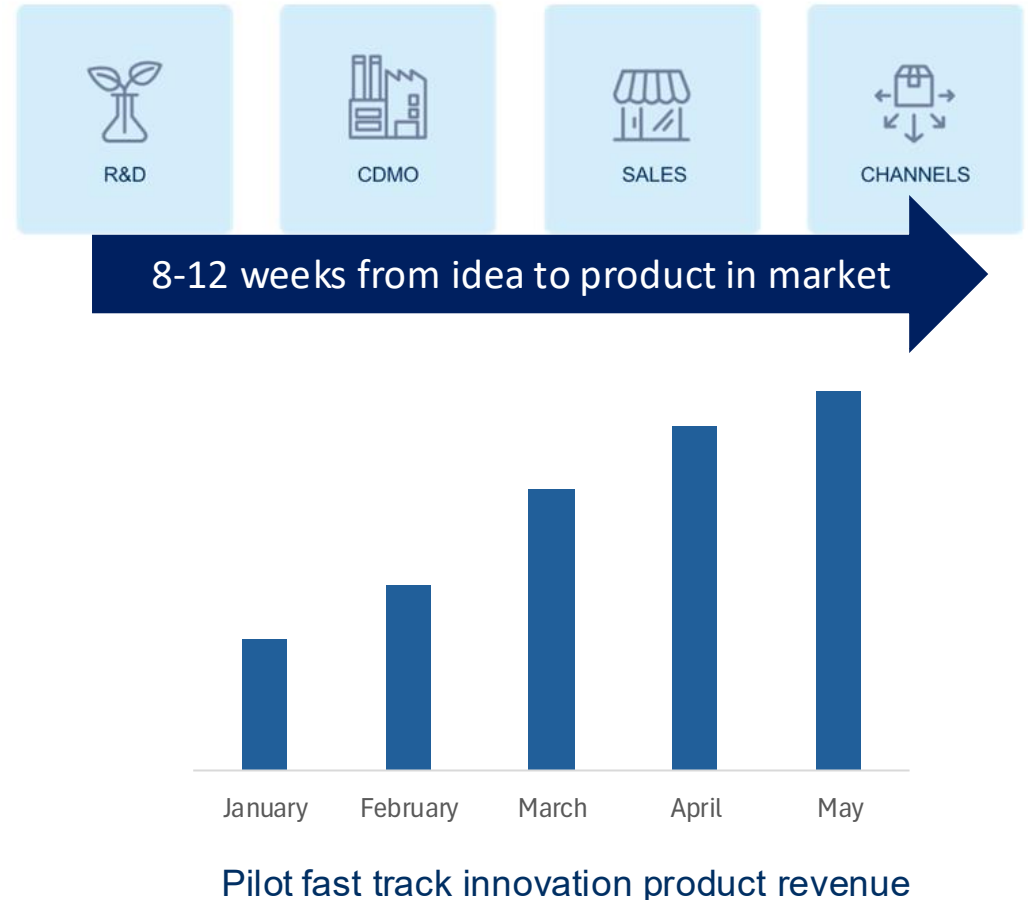 R&D
CDMO
SALES
CHANNELS
8-12 weeks from idea to product in market
January
February
March
April
May
Pilot fast track innovation product revenue